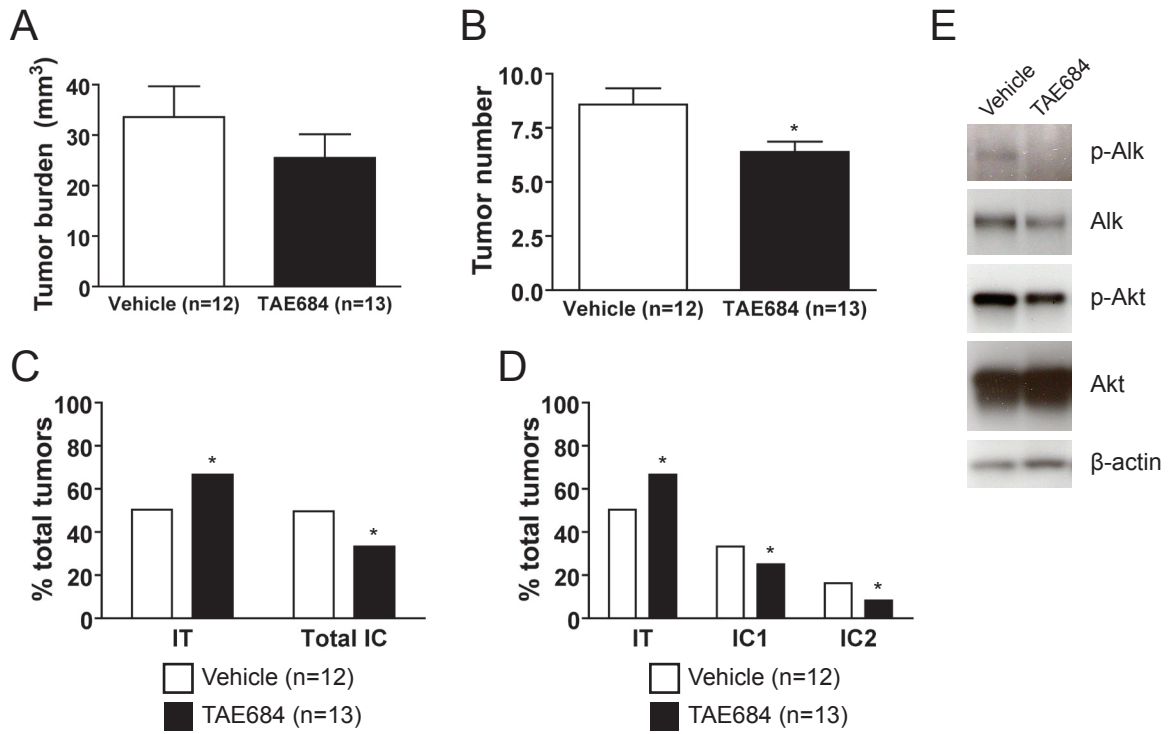 A
Tumor burden (mm3)
40
30
20
10
0
Vehicle (n=12)
TAE684 (n=13)
B
Tumor number
10.0
7.5
5.0
2.5
0.0
*
Vehicle (n=12)
TAE684 (n=13)
C
% total tumors
100
80
60
40
20
0
*
*
IT
Total IC
Vehicle (n=12)
TAE684 (n=13)
D
% total tumors
100
80
60
40
20
0
*
*
*
IT
IC1
IC2
Vehicle (n=12)
TAE684 (n=13)
E
Vehicle
TAE684
p-Alk
Alk
p-Akt
Akt
β-actin